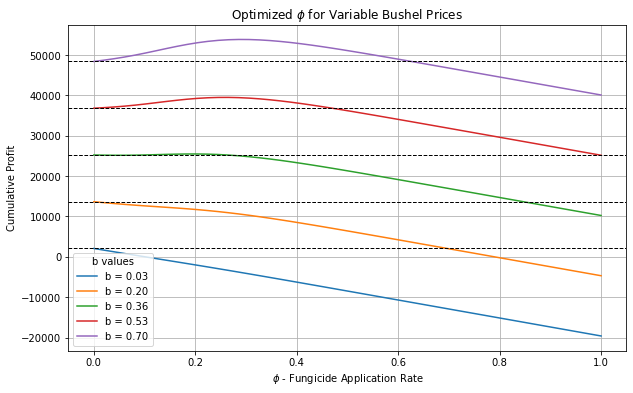 Optimized ϕ for Variable Bushel Prices
Cumulative Profit
50000
40000
30000
20000
10000
0
−10000
−20000
b values
b = 0.03
b = 0.20
b = 0.36
b = 0.53
b = 0.70
0.0 0.2 0.4 0.6 0.8 1.0
ϕ - Fungicide Application Rate